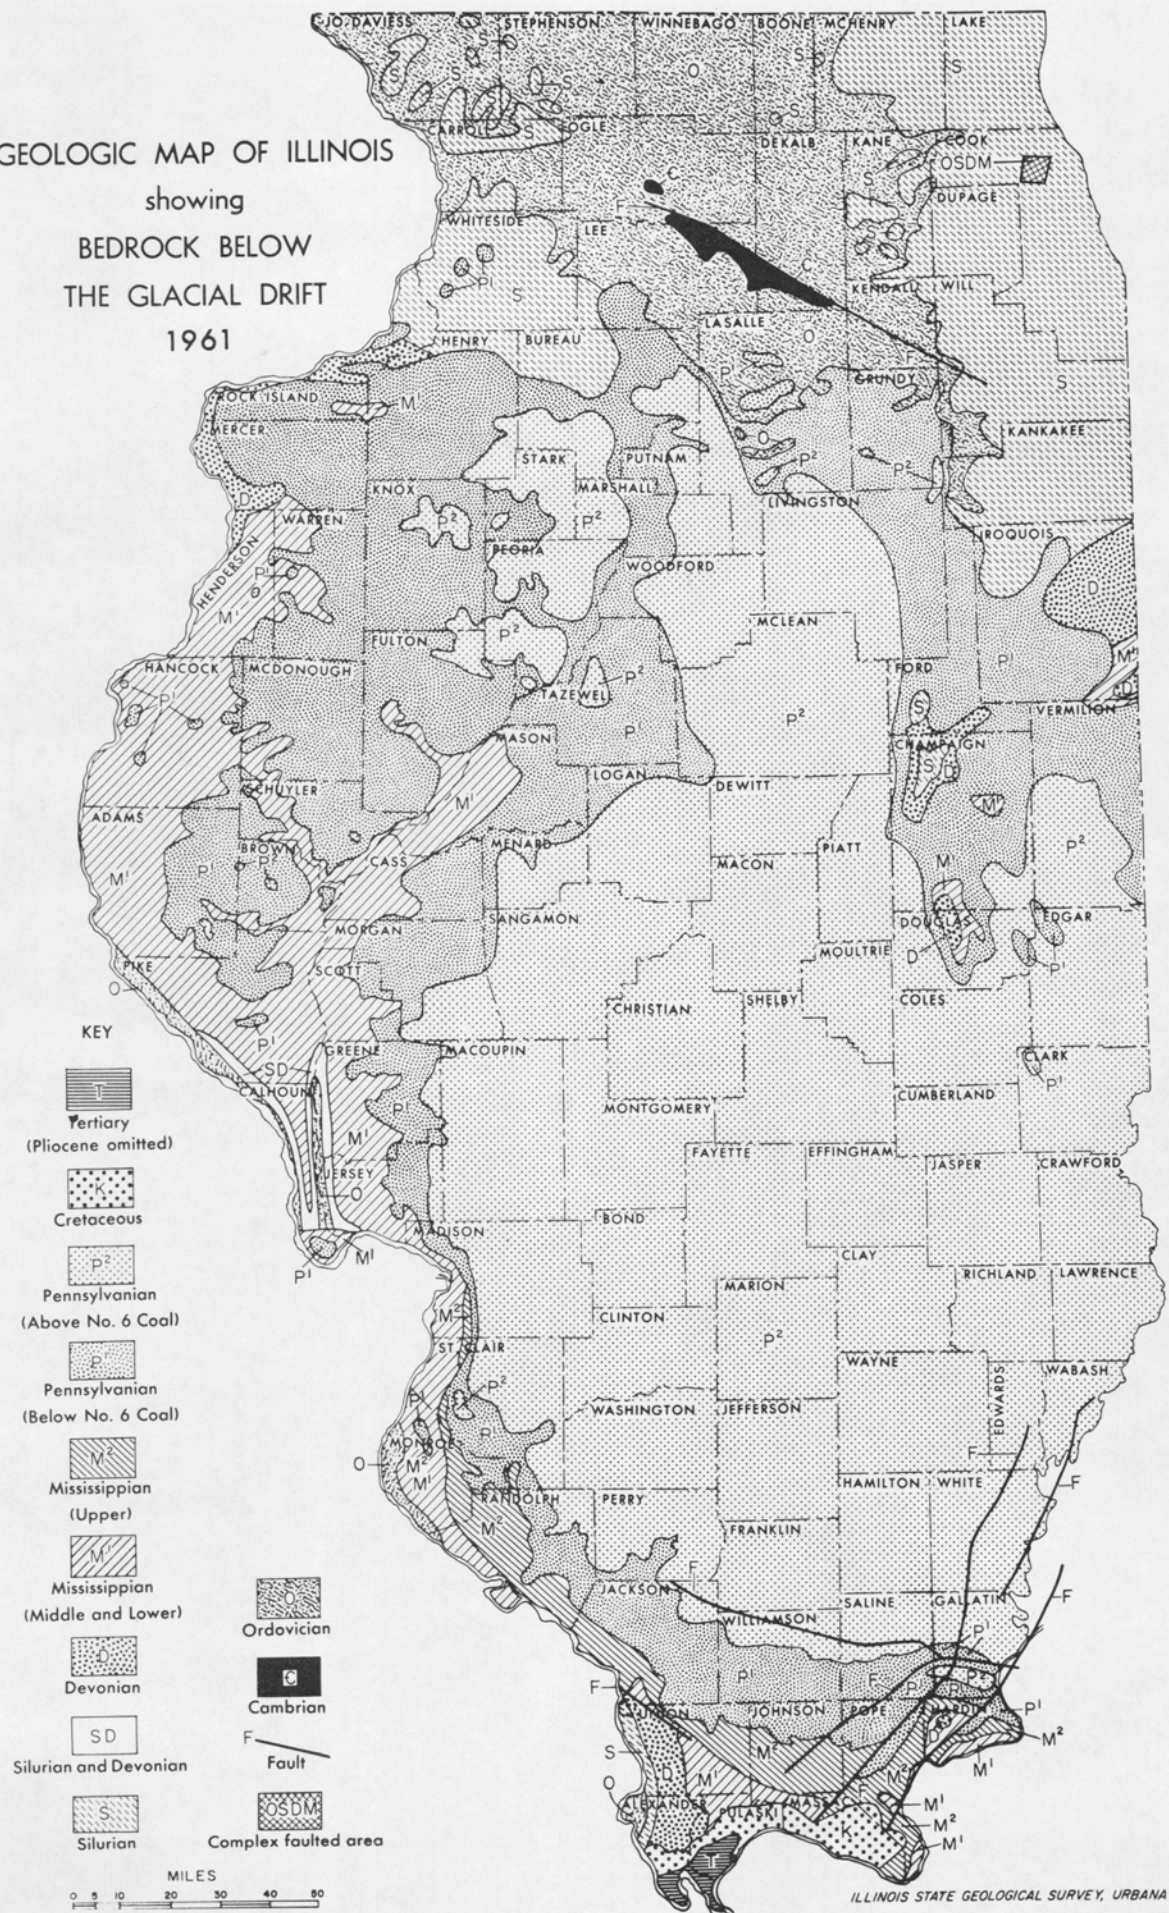 GEOLOGIC MAP OF ILLINOIS
showing
BEDROCK BELOW
THE GLACIAL DRIFT
1961
JO DAVIESS
STEPHENSON
WINNEBAGO
BOONE
MCHENRY
LAKE
CARROLL
OGLE
DEKALB
KANE
COOK
OSDM
DUPAGE
WHITESIDE
LEE
KENDALL
WILL
LASALLE
HENRY
BUREAU
GRUNDY
ROCK ISLAND
MERCER
KANKAKEE
STARK
PUTNAM
KNOX
MARSHALL
LIVINGSTON
WARREN
PEORIA
IROQUOIS
HENDERSON
WOODFORD
MCLEAN
FULTON
HANCOCK
MCDONOUGH
FORD
TAZEWELL
VERMILION
MASON
CHAMPAIGN
LOGAN
DEWITT
SCHUYLER
ADAMS
BROWN
MENARD
CASS
MACON
PIATT
SANGAMON
DOUGLAS
EDGAR
MORGAN
MOULTRIE
PIKE
SCOTT
CHRISTIAN
SHELBY
COLES
GREENE
MACOUPIN
CLARK
SD
CALHOUN
MONTGOMERY
CUMBERLAND
FAYETTE
EFFINGHAM
JASPER
CRAWFORD
JERSEY
MADISON
BOND
CLAY
RICHLAND
LAWRENCE
MARION
CLINTON
ST. CLAIR
WAYNE
EDWARDS
WABASH
WASHINGTON
JEFFERSON
MONROE
HAMILTON
WHITE
RANDOLPH
PERRY
FRANKLIN
JACKSON
WILLIAMSON
SALINE
GALLATIN
UNION
JOHNSON
POPE
HARDIN
ALEXANDER
PULASKI
MASSAC
KEY
T
Tertiary
(Pliocene omitted)
K
Cretaceous
P²
Pennsylvanian
(Above No. 6 Coal)
P¹
Pennsylvanian
(Below No. 6 Coal)
M²
Mississippian
(Upper)
M¹
Mississippian
(Middle and Lower)
D
Devonian
SD
Silurian and Devonian
S
Silurian
O
Ordovician
Є
Cambrian
F
Fault
OSDM
Complex faulted area
MILES
0 5 10 20 30 40 50
ILLINOIS STATE GEOLOGICAL SURVEY, URBANA